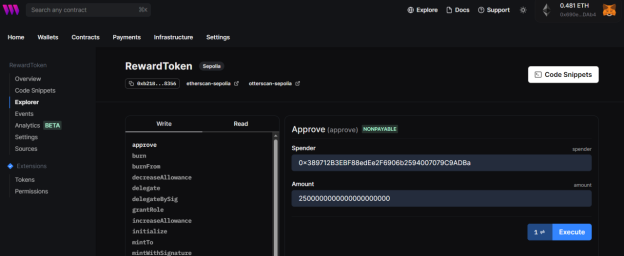 Search any contract
⌘K
Explore
Docs
Support
0.481 ETH
Home
Wallets
Contracts
Payments
Infrastructure
Settings
RewardToken
Overview
Code Snippets
Explorer
Events
Analytics BETA
Settings
Sources
Extensions
Tokens
Permissions
RewardToken Sepolia
0xb218...8354
etherscan-sepolia
otterscan-sepolia
Code Snippets
Write
Read
approve
burn
burnFrom
decreaseAllowance
delegate
delegateBySig
grantRole
increaseAllowance
initialize
mintTo
mintWithSignature
Approve (approve) NONPAYABLE
Spender
spender
0x389712B3EBF88edEe2F6906b2594007079C9ADBa
Amount
amount
2500000000000000000000
1
Execute